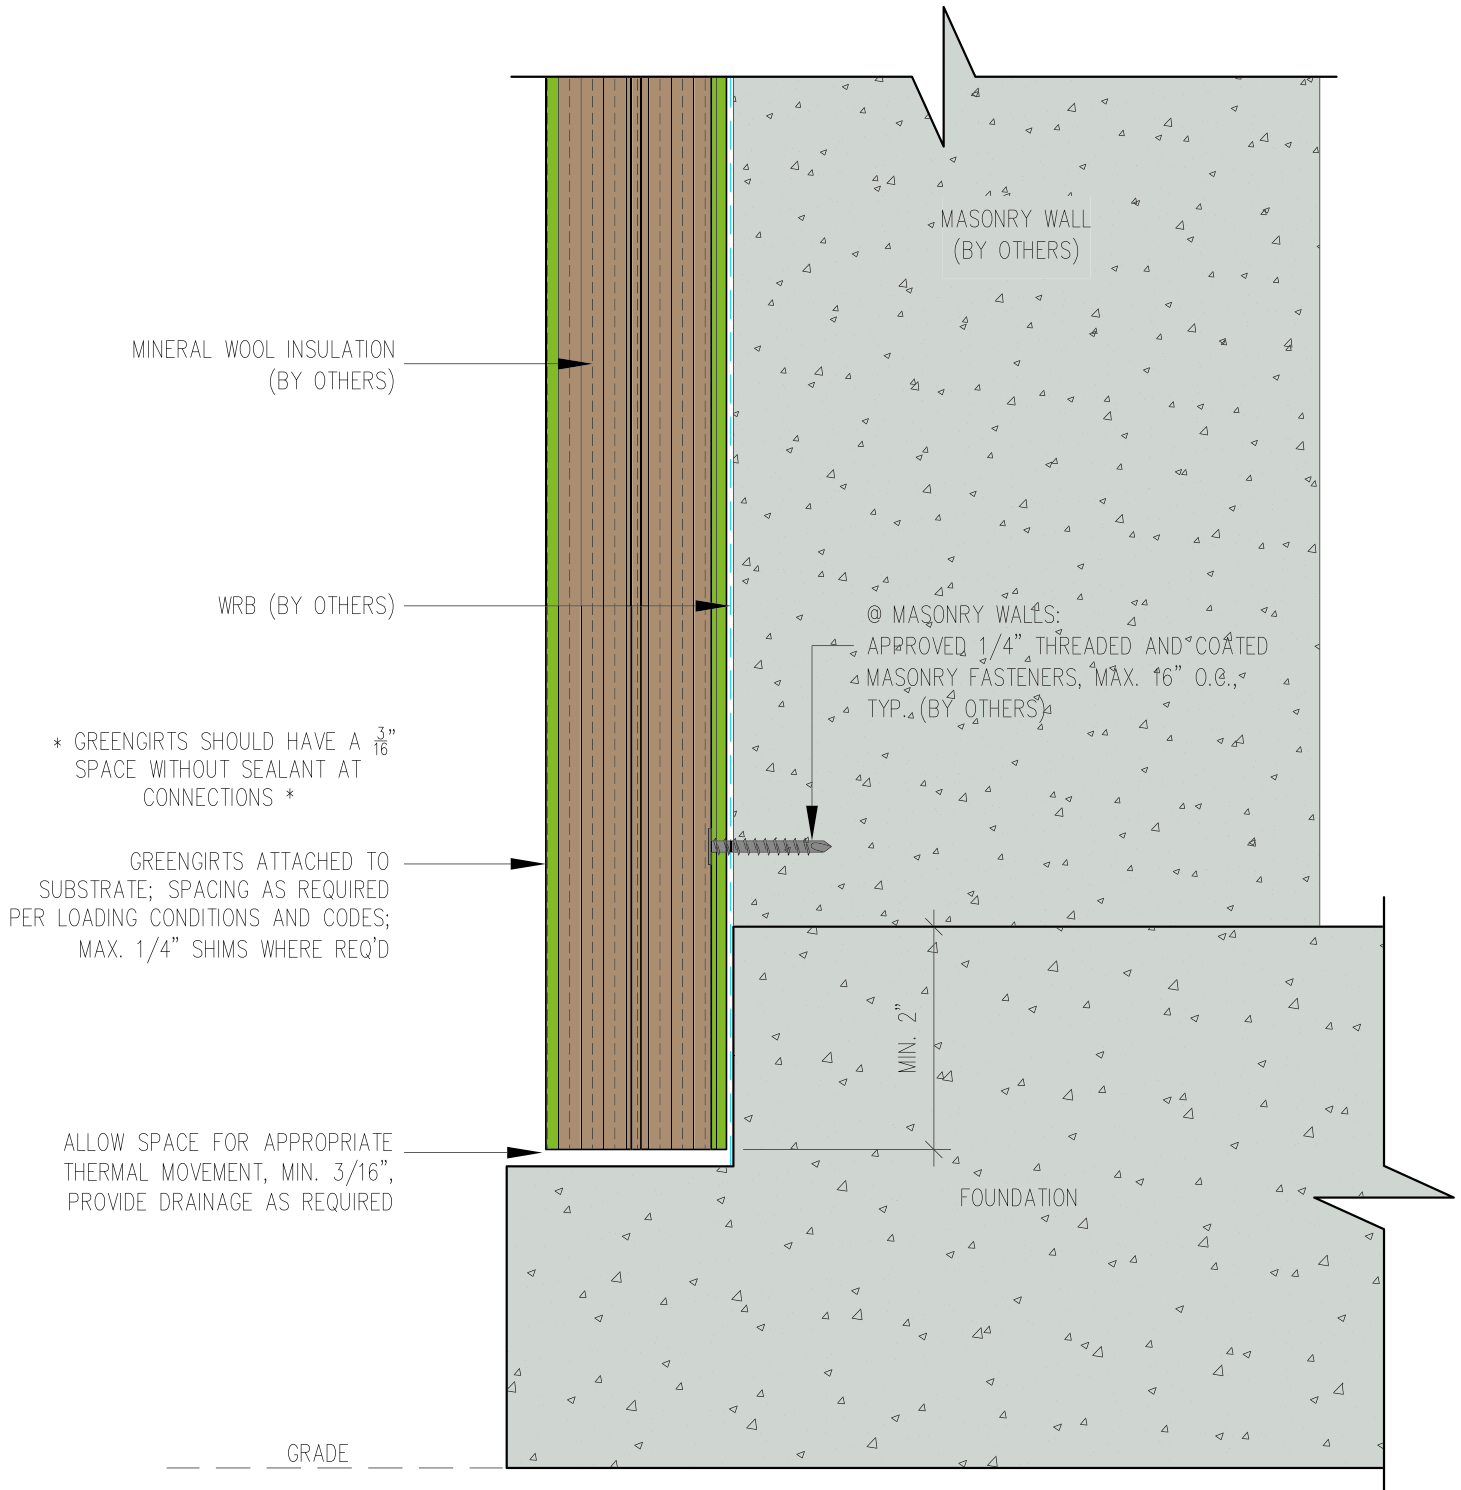 MASONRY WALL
(BY OTHERS)
MINERAL WOOL INSULATION
(BY OTHERS)
WRB (BY OTHERS)
@ MASONRY WALLS:
APPROVED 1/4" THREADED AND COATED
MASONRY FASTENERS, MAX. 16" O.C.,
TYP. (BY OTHERS)
* GREENGIRTS SHOULD HAVE A 3/16"
SPACE WITHOUT SEALANT AT
CONNECTIONS *
GREENGIRTS ATTACHED TO
SUBSTRATE; SPACING AS REQUIRED
PER LOADING CONDITIONS AND CODES;
MAX. 1/4" SHIMS WHERE REQ'D
MIN. 2"
ALLOW SPACE FOR APPROPRIATE
THERMAL MOVEMENT, MIN. 3/16",
PROVIDE DRAINAGE AS REQUIRED
FOUNDATION
GRADE